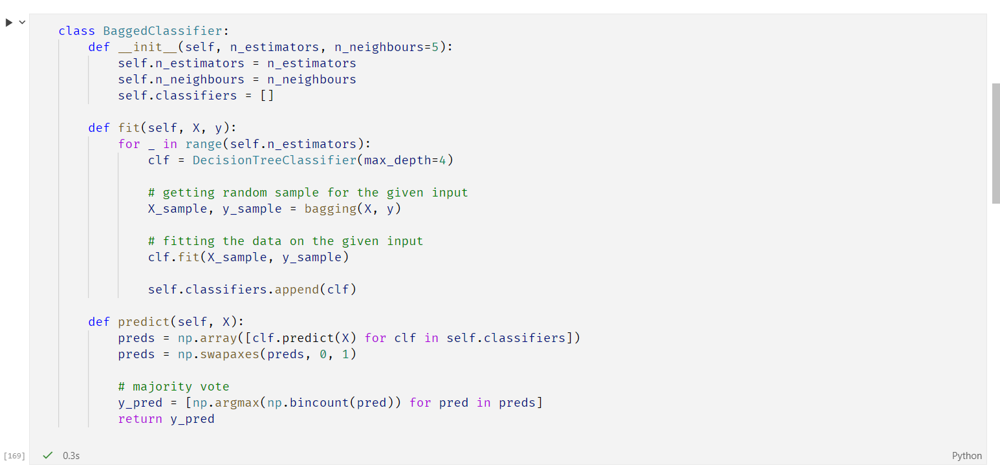 class BaggedClassifier:
    def __init__(self, n_estimators, n_neighbours=5):
        self.n_estimators = n_estimators
        self.n_neighbours = n_neighbours
        self.classifiers = []

    def fit(self, X, y):
        for _ in range(self.n_estimators):
            clf = DecisionTreeClassifier(max_depth=4)

            # getting random sample for the given input
            X_sample, y_sample = bagging(X, y)

            # fitting the data on the given input
            clf.fit(X_sample, y_sample)

            self.classifiers.append(clf)

    def predict(self, X):
        preds = np.array([clf.predict(X) for clf in self.classifiers])
        preds = np.swapaxes(preds, 0, 1)

        # majority vote
        y_pred = [np.argmax(np.bincount(pred)) for pred in preds]
        return y_pred
[169] 0.3s Python